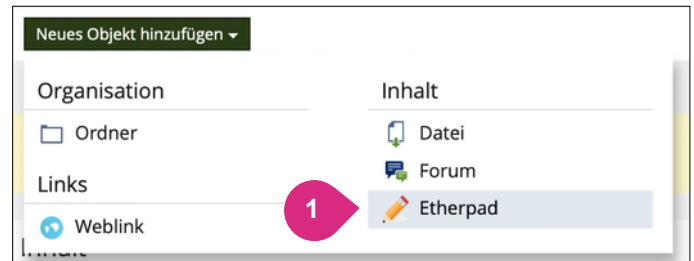 Neues Objekt hinzufügen
Organisation
Ordner
Links
Weblink
Inhalt
Datei
Forum
1
Etherpad
Inhalt